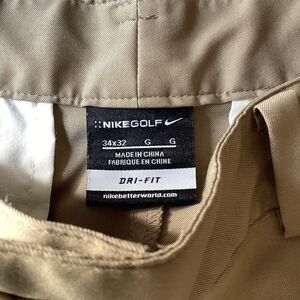 ::NIKEGOLF
34x32 G G
MADE IN CHINA
FABRIQUE EN CHINE
DRI-FIT
nikebetterworld.com